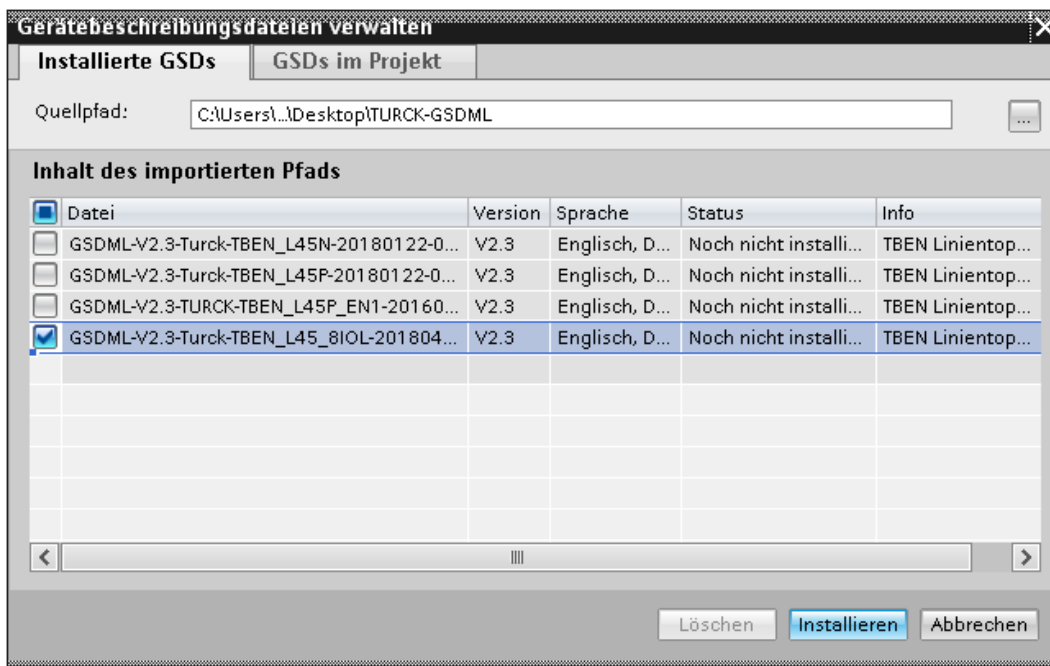 Gerätebeschreibungsdateien verwalten
Installierte GSDs GSDs im Projekt
Quellpfad: C:\Users\...\Desktop\TURCK-GSDML ...
Inhalt des importierten Pfads
Datei Version Sprache Status Info
GSDML-V2.3-Turck-TBEN_L45N-20180122-0... V2.3 Englisch, D... Noch nicht installi... TBEN Linientop...
GSDML-V2.3-Turck-TBEN_L45P-20180122-0... V2.3 Englisch, D... Noch nicht installi... TBEN Linientop...
GSDML-V2.3-TURCK-TBEN_L45P_EN1-20160... V2.3 Englisch, D... Noch nicht installi... TBEN Linientop...
GSDML-V2.3-Turck-TBEN_L45_8IOL-201804... V2.3 Englisch, D... Noch nicht installi... TBEN Linientop...
Löschen Installieren Abbrechen